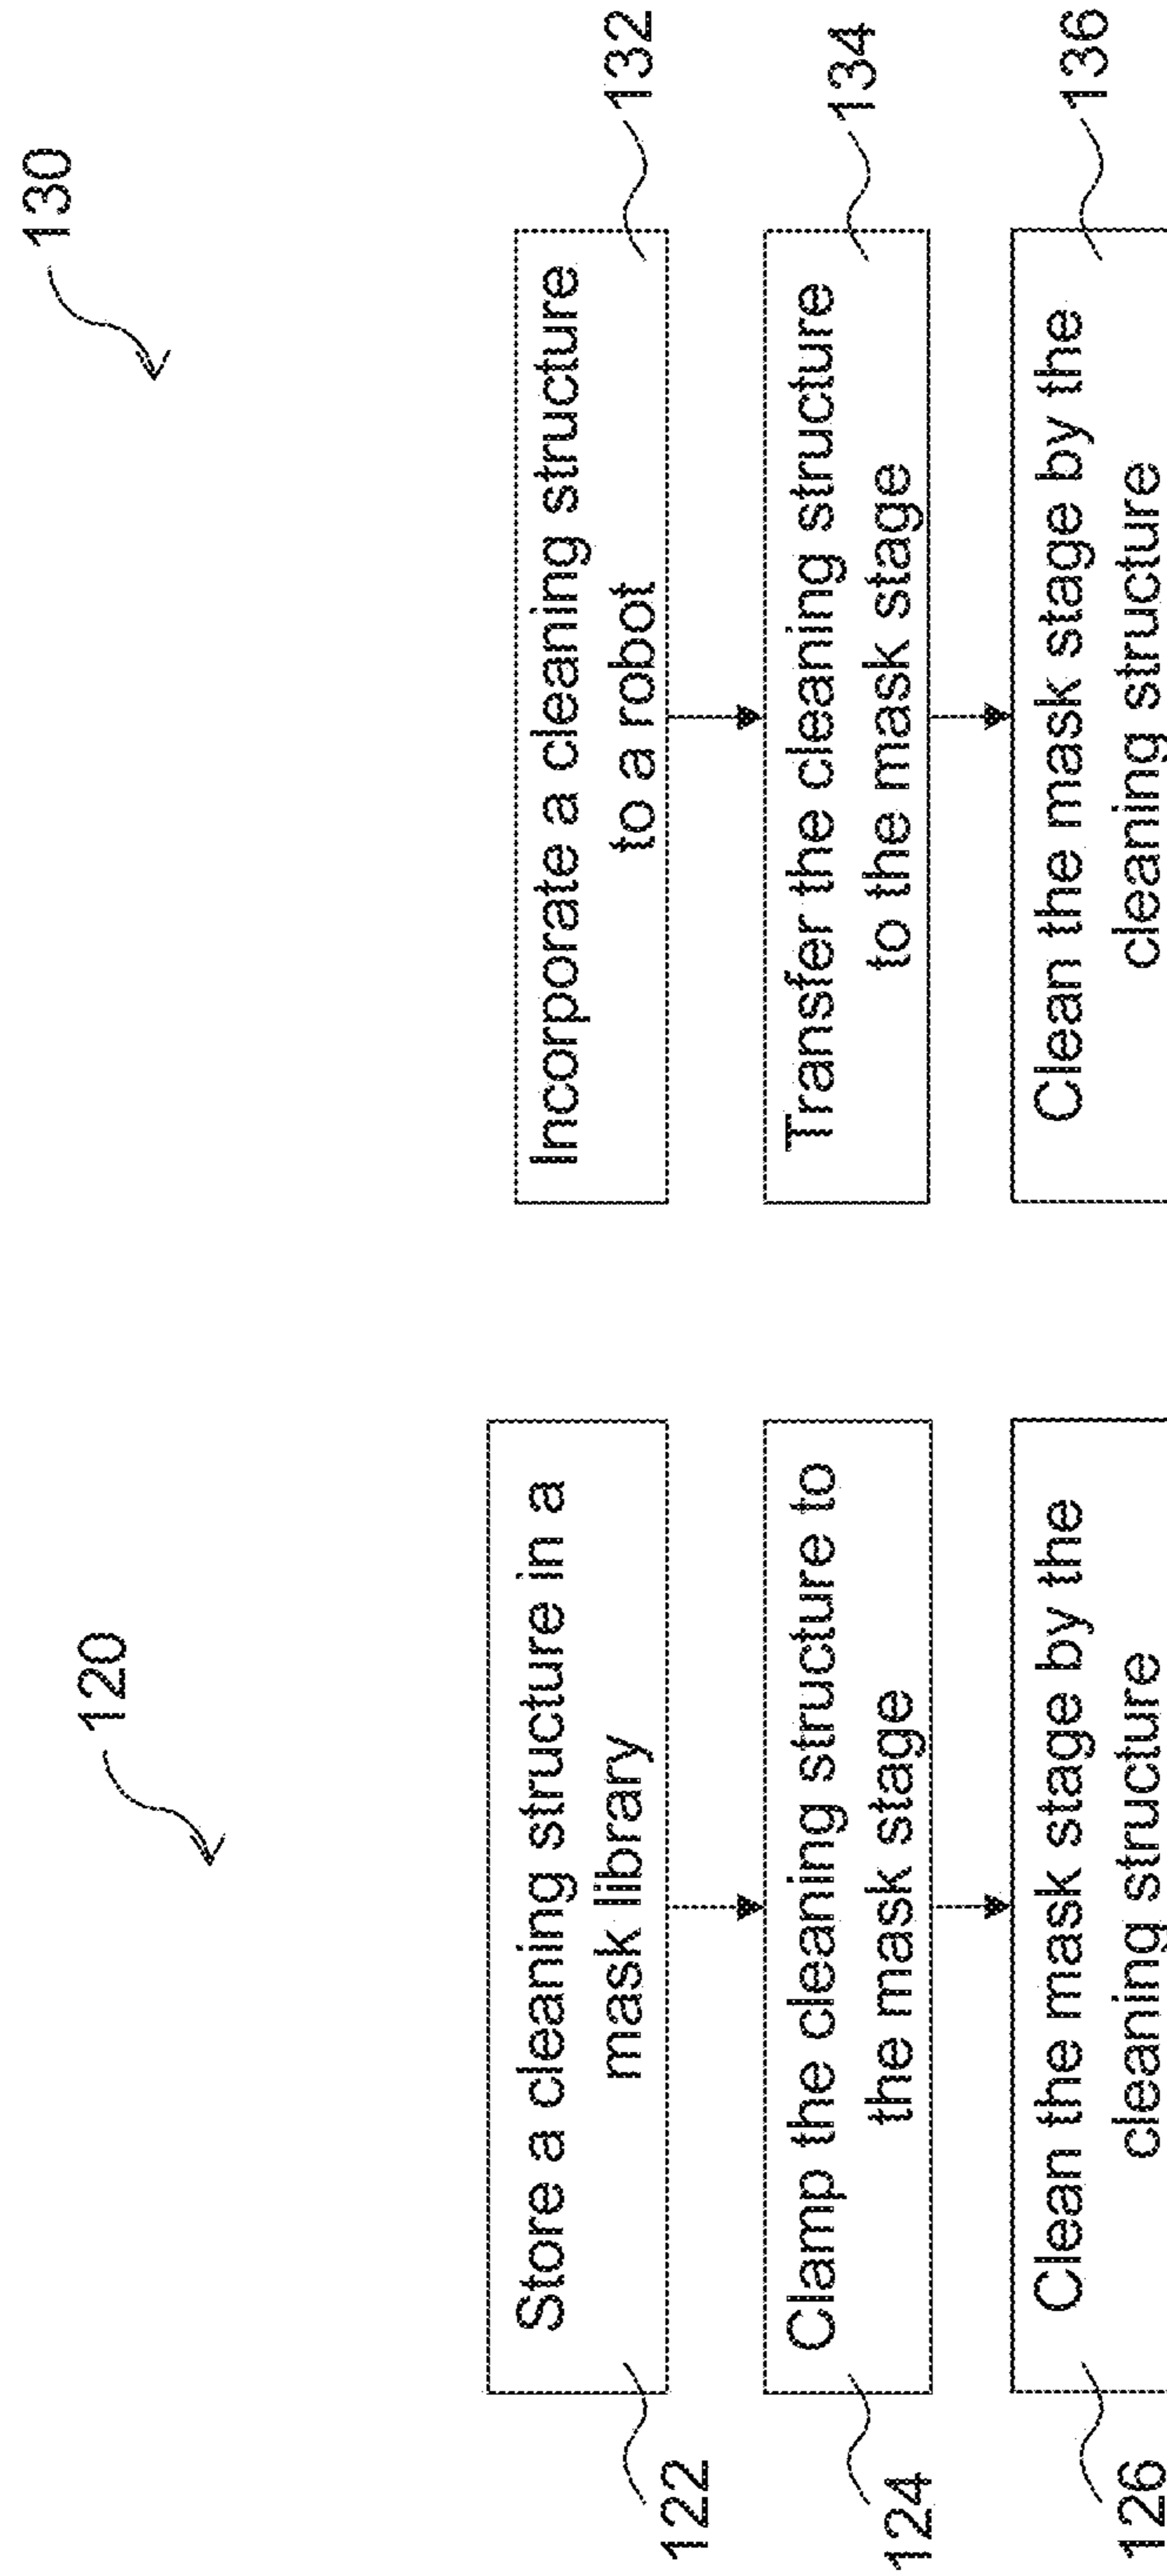 120
122
Store a cleaning structure in a
mask library
124
Clamp the cleaning structure to
the mask stage
126
Clean the mask stage by the
cleaning structure
130
Incorporate a cleaning structure
to a robot
132
Transfer the cleaning structure
to the mask stage
134
Clean the mask stage by the
cleaning structure
136